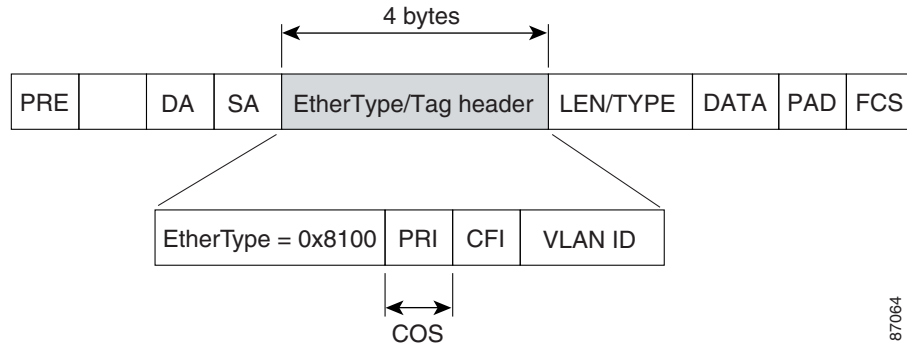 4 bytes
PRE DA SA EtherType/Tag header LEN/TYPE DATA PAD FCS
EtherType = 0x8100 PRI CFI VLAN ID
COS
87064